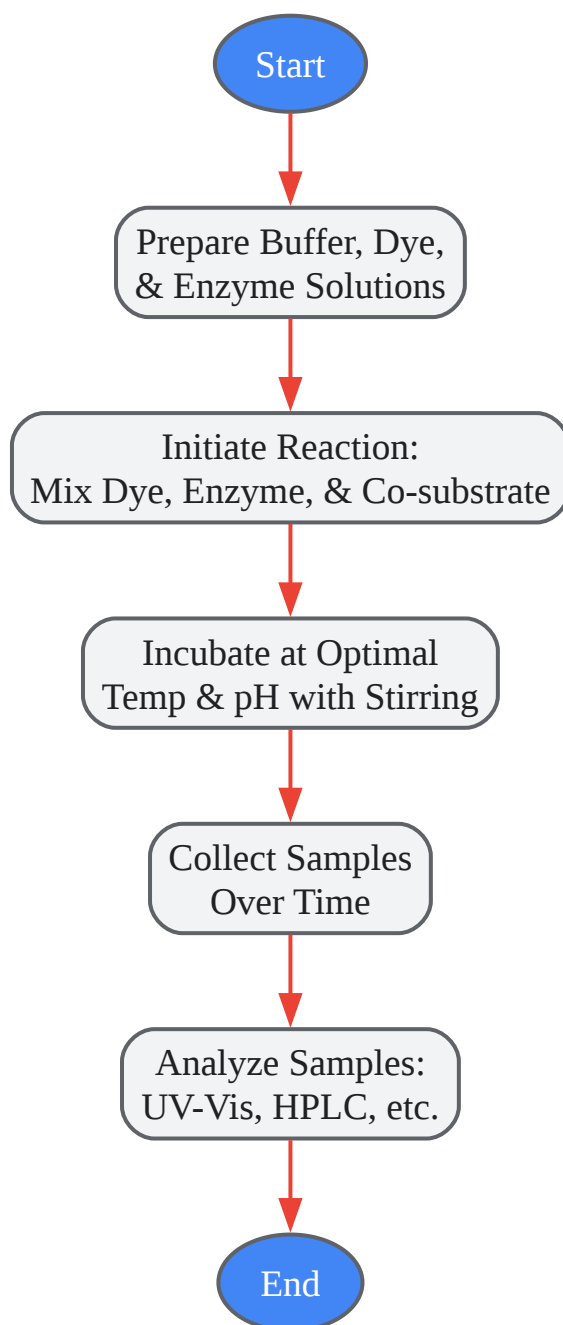 Start
Prepare Buffer, Dye,
& Enzyme Solutions
Initiate Reaction:
Mix Dye, Enzyme, & Co-substrate
Incubate at Optimal
Temp & pH with Stirring
Collect Samples
Over Time
Analyze Samples:
UV-Vis, HPLC, etc.
End